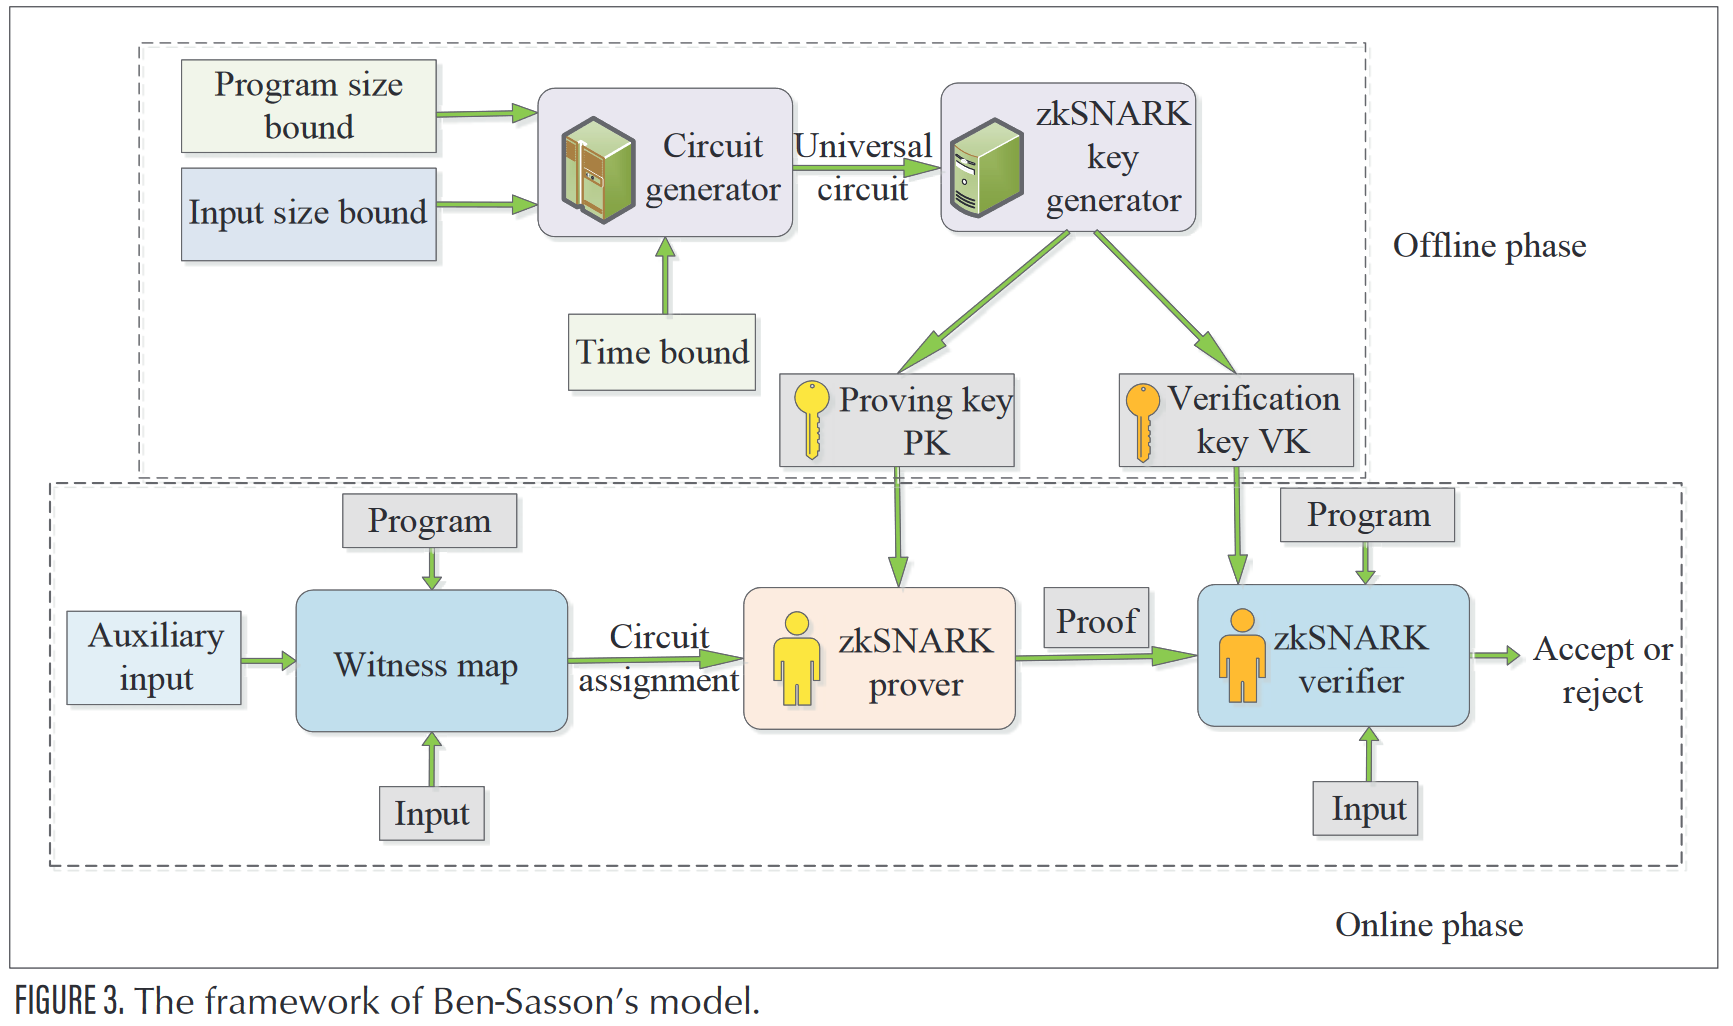 Program size
bound
Input size bound
Circuit
generator
Universal
circuit
zkSNARK
key
generator
Offline phase
Time bound
Proving key
PK
Verification
key VK
Program
Program
Auxiliary
input
Witness map
Circuit
assignment
zkSNARK
prover
Proof
zkSNARK
verifier
Accept or
reject
Input
Input
Online phase
FIGURE 3. The framework of Ben-Sasson's model.